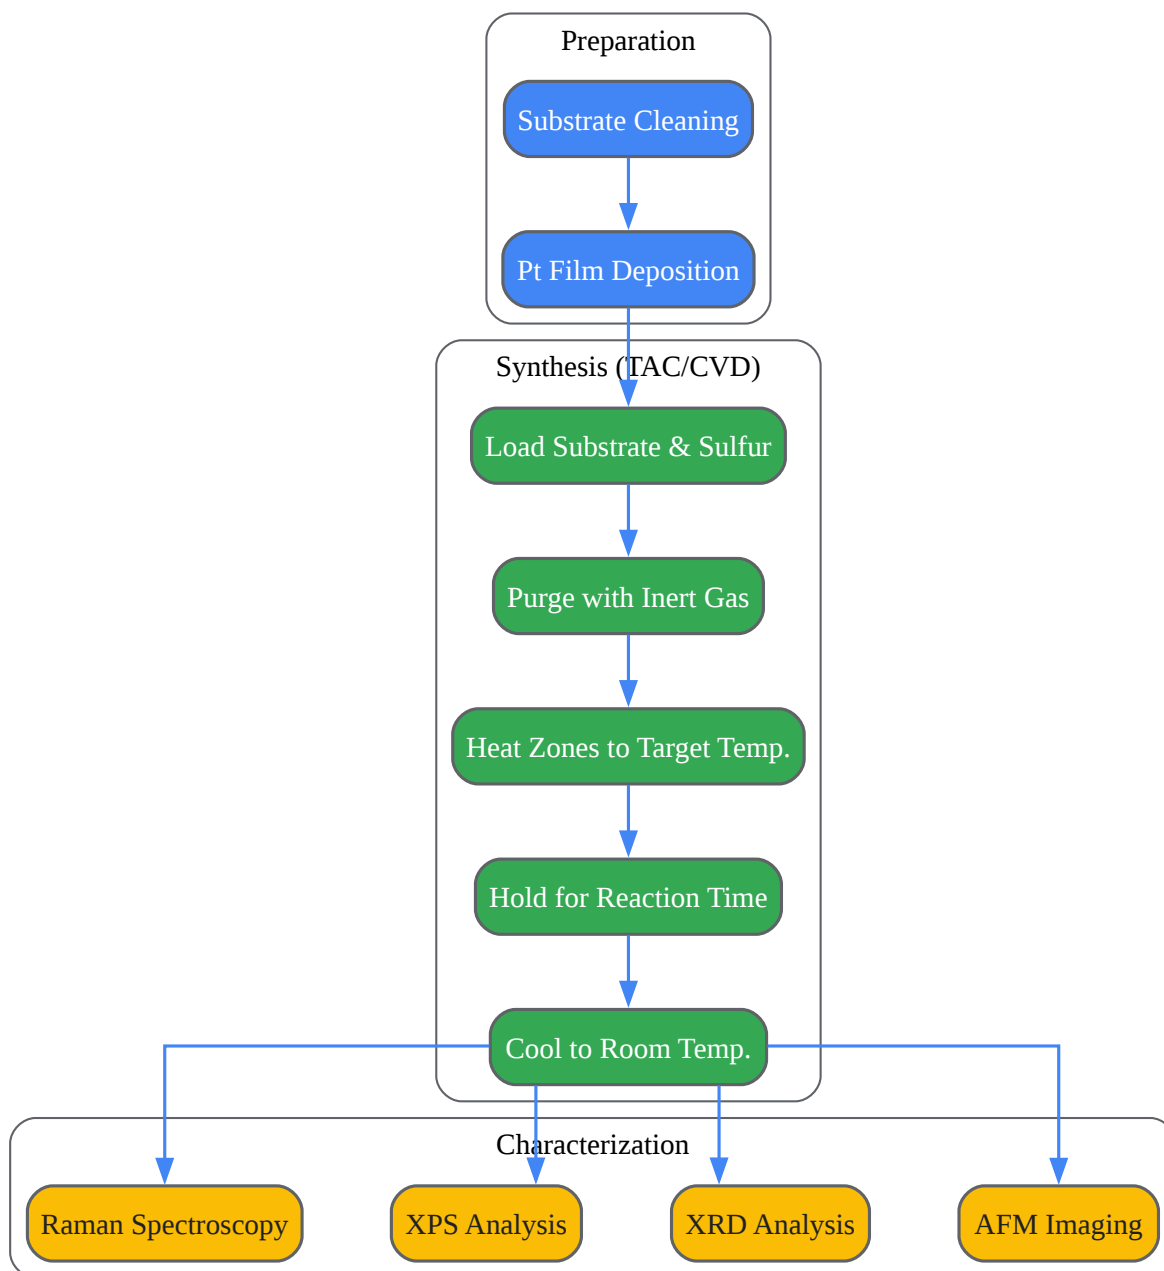 Preparation
Substrate Cleaning
Pt Film Deposition
Synthesis (TAC/CVD)
Load Substrate & Sulfur
Purge with Inert Gas
Heat Zones to Target Temp.
Hold for Reaction Time
Cool to Room Temp.
Characterization
Raman Spectroscopy
XPS Analysis
XRD Analysis
AFM Imaging